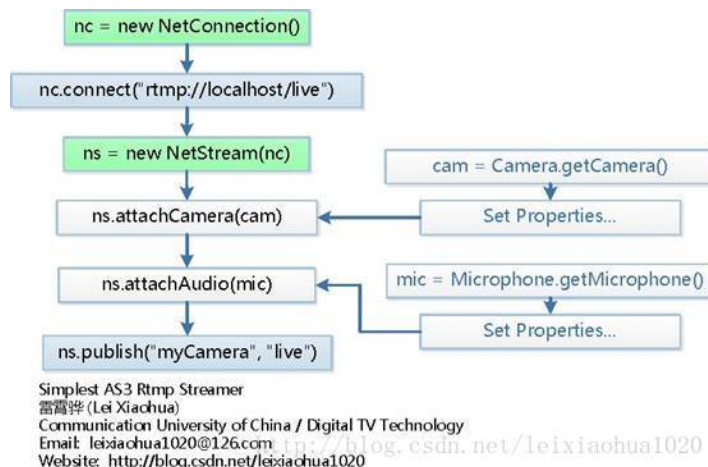 nc = new NetConnection()
nc.connect("rtmp://localhost/live")
ns = new NetStream(nc)
cam = Camera.getCamera()
ns.attachCamera(cam)
Set Properties...
ns.attachAudio(mic)
mic = Microphone.getMicrophone()
Set Properties...
ns.publish("myCamera", "live")
Simplest AS3 Rtmp Streamer
雷霄骅 (Lei Xiaohua)
Communication University of China / Digital TV Technology
Email: leixiaohua1020@126.com
http://blog.csdn.net/leixiaohua1020
Website: http://blog.csdn.net/leixiaohua1020